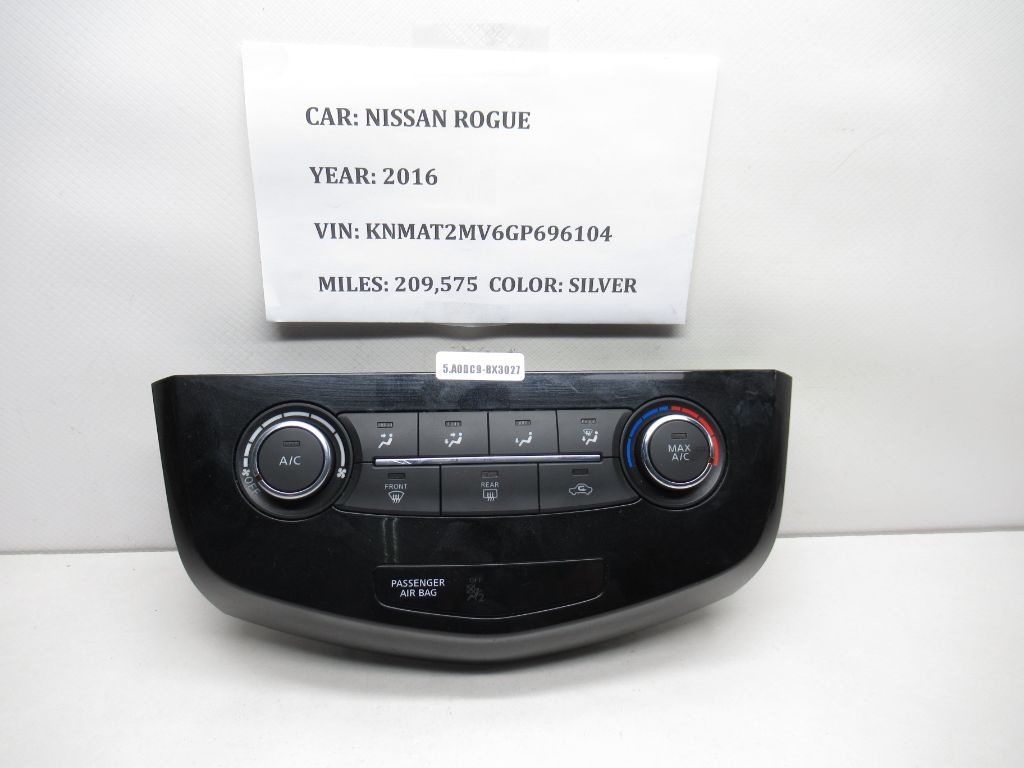 CAR: NISSAN ROGUE
YEAR: 2016
VIN: KNMAT2MV6GP696104
MILES: 209,575 COLOR: SILVER
5.A0DC9-BX3027
A/C
OFF
FRONT
REAR
MAX
A/C
PASSENGER
AIR BAG
OFF
2